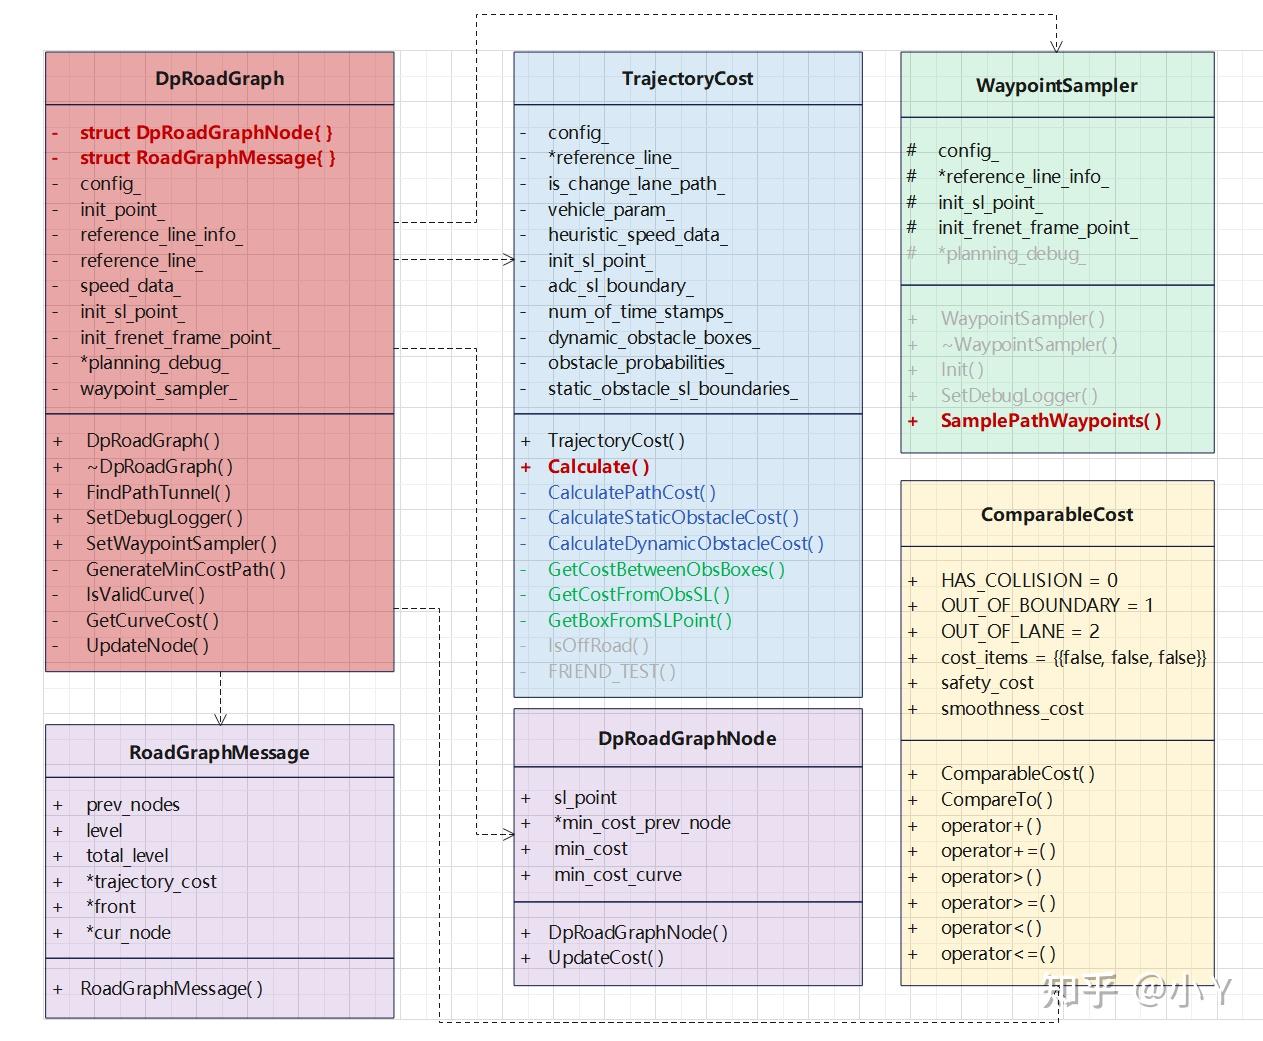 DpRoadGraph
- struct DpRoadGraphNode{ }
- struct RoadGraphMessage{ }
- config_
- init_point_
- reference_line_info_
- reference_line_
- speed_data_
- init_sl_point_
- init_frenet_frame_point_
- *planning_debug_
- waypoint_sampler_
+ DpRoadGraph( )
+ ~DpRoadGraph( )
+ FindPathTunnel( )
+ SetDebugLogger( )
+ SetWaypointSampler( )
- GenerateMinCostPath( )
- IsValidCurve( )
- GetCurveCost( )
- UpdateNode( )
TrajectoryCost
- config_
- *reference_line_
- is_change_lane_path_
- vehicle_param_
- heuristic_speed_data_
- init_sl_point_
- adc_sl_boundary_
- num_of_time_stamps_
- dynamic_obstacle_boxes_
- obstacle_probabilities_
- static_obstacle_sl_boundaries_
+ TrajectoryCost( )
+ Calculate( )
- CalculatePathCost( )
- CalculateStaticObstacleCost( )
- CalculateDynamicObstacleCost( )
- GetCostBetweenObsBoxes( )
- GetCostFromObsSL( )
- GetBoxFromSLPoint( )
- IsOffRoad( )
- FRIEND_TEST( )
WaypointSampler
# config_
# *reference_line_info_
# init_sl_point_
# init_frenet_frame_point_
# *planning_debug_
+ WaypointSampler( )
+ ~WaypointSampler( )
+ Init( )
+ SetDebugLogger( )
+ SamplePathWaypoints( )
RoadGraphMessage
+ prev_nodes
+ level
+ total_level
+ *trajectory_cost
+ *front
+ *cur_node
+ RoadGraphMessage( )
DpRoadGraphNode
+ sl_point
+ *min_cost_prev_node
+ min_cost
+ min_cost_curve
+ DpRoadGraphNode( )
+ UpdateCost( )
ComparableCost
+ HAS_COLLISION = 0
+ OUT_OF_BOUNDARY = 1
+ OUT_OF_LANE = 2
+ cost_items = {{false, false, false}}
+ safety_cost
+ smoothness_cost
+ ComparableCost( )
+ CompareTo( )
+ operator+( )
+ operator+=( )
+ operator>( )
+ operator>=( )
+ operator<( )
+ operator<=( )
知乎 @小Y